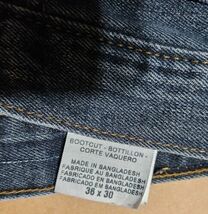 BOOTCUT - BOTTILLON -
CORTE VAQUERO
MADE IN BANGLADESH
FABRIQUE AU BANGLADESH
FABRICADO EN BANGLADESH
FABRICADO EM BANGLADESH
36 x 30